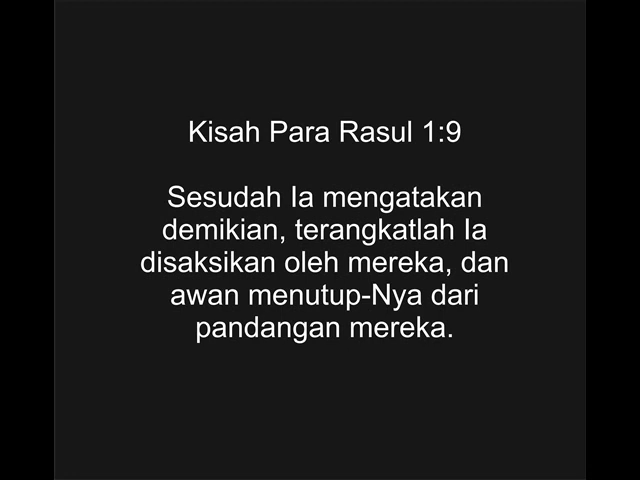 Kisah Para Rasul 1:9
Sesudah Ia mengatakan
demikian, terangkatlah Ia
disaksikan oleh mereka, dan
awan menutup-Nya dari
pandangan mereka.